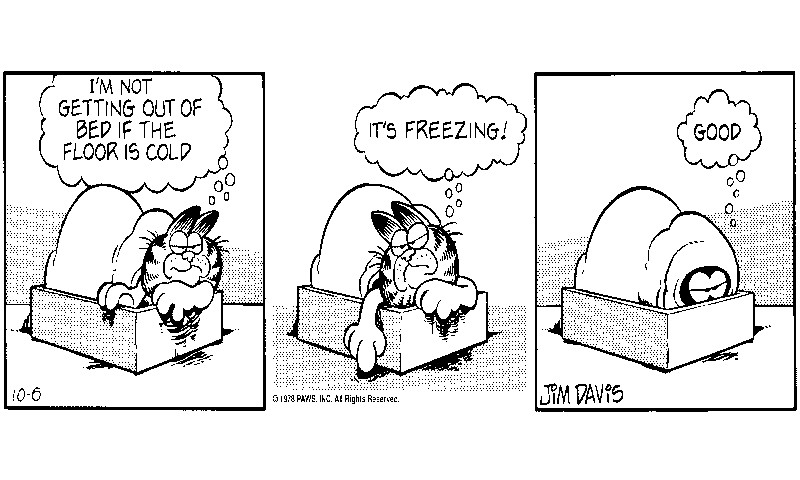 I'M NOT
GETTING OUT OF
BED IF THE
FLOOR IS COLD
10-6
IT'S FREEZING!
© 1978 PAWS, INC. All Rights Reserved.
GOOD
JIM DAVIS